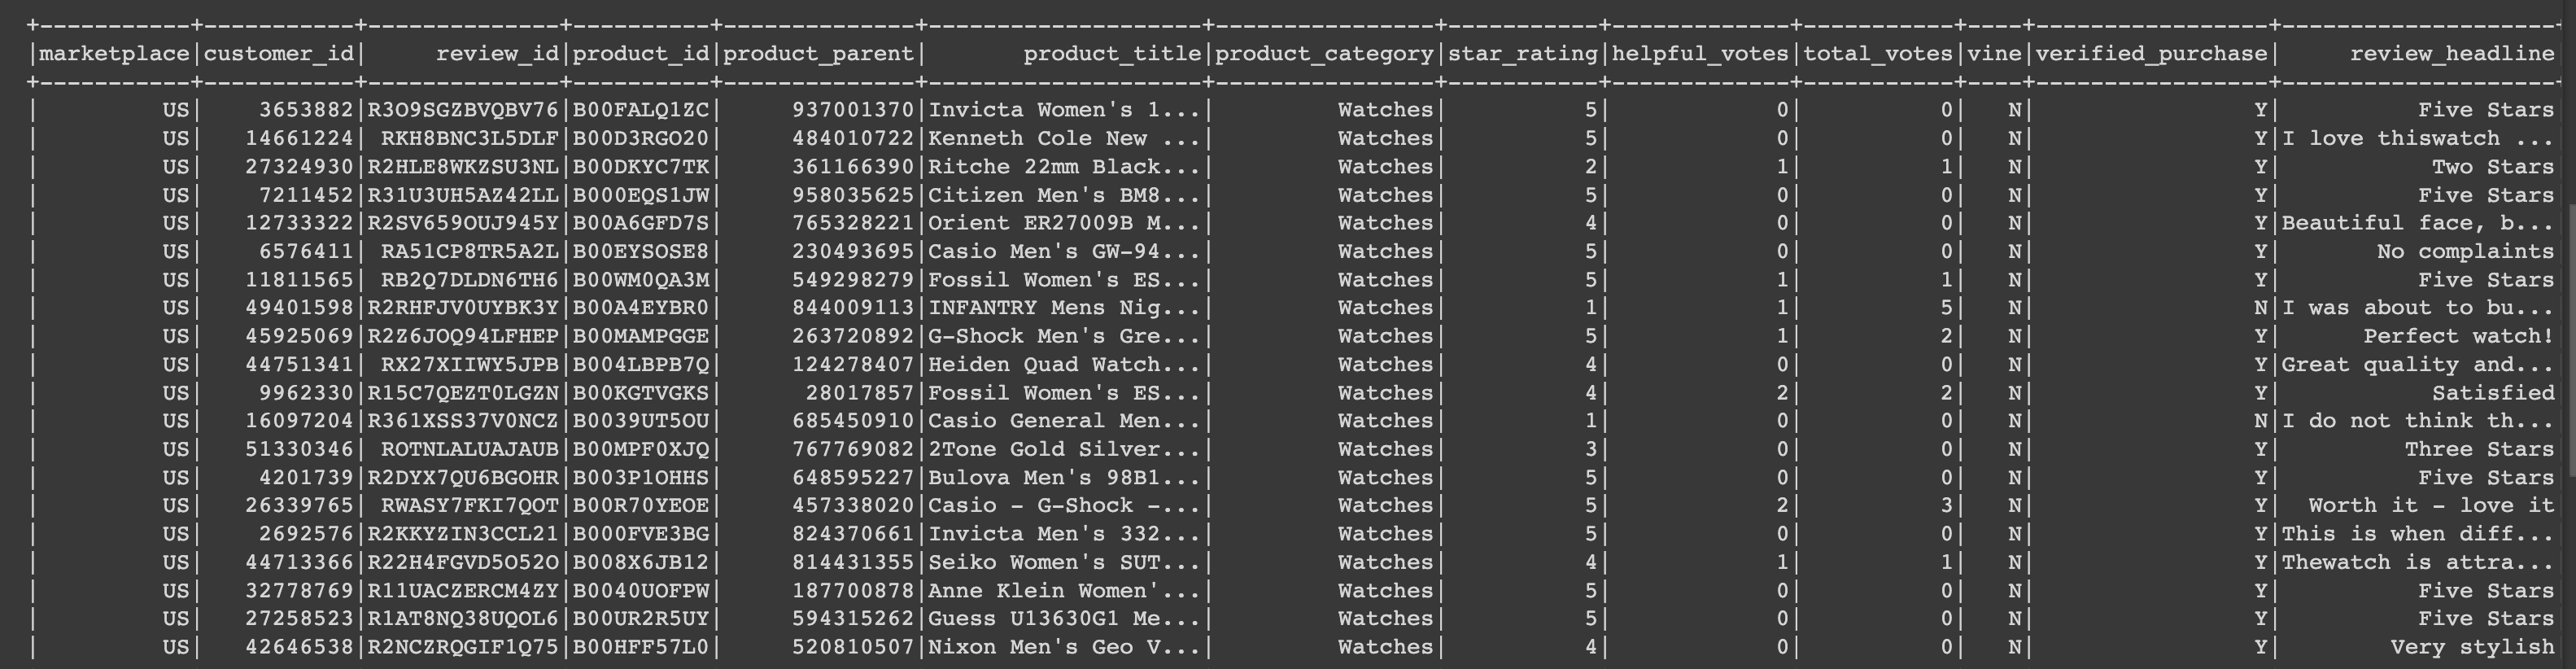 +-----------+-----------+--------------+----------+--------------+--------------------+----------------+-----------+-------------+-----------+----+-----------------+--------------------+
|marketplace|customer_id|     review_id|product_id|product_parent|       product_title|product_category|star_rating|helpful_votes|total_votes|vine|verified_purchase|     review_headline
+-----------+-----------+--------------+----------+--------------+--------------------+----------------+-----------+-------------+-----------+----+-----------------+--------------------+
|         US|    3653882|R3O9SGZBVQBV76|B00FALQ1ZC|     937001370|Invicta Women's 1...|         Watches|          5|            0|          0|   N|                Y|          Five Stars
|         US|   14661224| RKH8BNC3L5DLF|B00D3RGO20|     484010722|Kenneth Cole New ...|         Watches|          5|            0|          0|   N|                Y|I love thiswatch ...
|         US|   27324930|R2HLE8WKZSU3NL|B00DKYC7TK|     361166390|Ritche 22mm Black...|         Watches|          2|            1|          1|   N|                Y|           Two Stars
|         US|    7211452|R31U3UH5AZ42LL|B000EQS1JW|     958035625|Citizen Men's BM8...|         Watches|          5|            0|          0|   N|                Y|          Five Stars
|         US|   12733322|R2SV659OUJ945Y|B00A6GFD7S|     765328221|Orient ER27009B M...|         Watches|          4|            0|          0|   N|                Y|Beautiful face, b...
|         US|    6576411| RA51CP8TR5A2L|B00EYSOSE8|     230493695|Casio Men's GW-94...|         Watches|          5|            0|          0|   N|                Y|       No complaints
|         US|   11811565| RB2Q7DLDN6TH6|B00WM0QA3M|     549298279|Fossil Women's ES...|         Watches|          5|            1|          1|   N|                Y|          Five Stars
|         US|   49401598|R2RHFJV0UYBK3Y|B00A4EYBR0|     844009113|INFANTRY Mens Nig...|         Watches|          1|            1|          5|   N|                N|I was about to bu...
|         US|   45925069|R2Z6JOQ94LFHEP|B00MAMPGGE|     263720892|G-Shock Men's Gre...|         Watches|          5|            1|          2|   N|                Y|      Perfect watch!
|         US|   44751341| RX27XIIWY5JPB|B004LBPB7Q|     124278407|Heiden Quad Watch...|         Watches|          4|            0|          0|   N|                Y|Great quality and...
|         US|    9962330|R15C7QEZT0LGZN|B00KGTVGKS|      28017857|Fossil Women's ES...|         Watches|          4|            2|          2|   N|                Y|           Satisfied
|         US|   16097204|R361XSS37V0NCZ|B0039UT5OU|     685450910|Casio General Men...|         Watches|          1|            0|          0|   N|                N|I do not think th...
|         US|   51330346| ROTNLALUAJAUB|B00MPF0XJQ|     767769082|2Tone Gold Silver...|         Watches|          3|            0|          0|   N|                Y|         Three Stars
|         US|    4201739|R2DYX7QU6BGOHR|B003P1OHHS|     648595227|Bulova Men's 98B1...|         Watches|          5|            0|          0|   N|                Y|          Five Stars
|         US|   26339765| RWASY7FKI7QOT|B00R70YEOE|     457338020|Casio - G-Shock -...|         Watches|          5|            2|          3|   N|                Y|  Worth it - love it
|         US|    2692576|R2KKYZIN3CCL21|B000FVE3BG|     824370661|Invicta Men's 332...|         Watches|          5|            0|          0|   N|                Y|This is when diff...
|         US|   44713366|R22H4FGVD5O52O|B008X6JB12|     814431355|Seiko Women's SUT...|         Watches|          4|            1|          1|   N|                Y|Thewatch is attra...
|         US|   32778769|R11UACZERCM4ZY|B0040UOFPW|     187700878|Anne Klein Women'...|         Watches|          5|            0|          0|   N|                Y|          Five Stars
|         US|   27258523|R1AT8NQ38UQOL6|B00UR2R5UY|     594315262|Guess U13630G1 Me...|         Watches|          5|            0|          0|   N|                Y|          Five Stars
|         US|   42646538|R2NCZRQGIF1Q75|B00HFF57L0|     520810507|Nixon Men's Geo V...|         Watches|          4|            0|          0|   N|                Y|        Very stylish